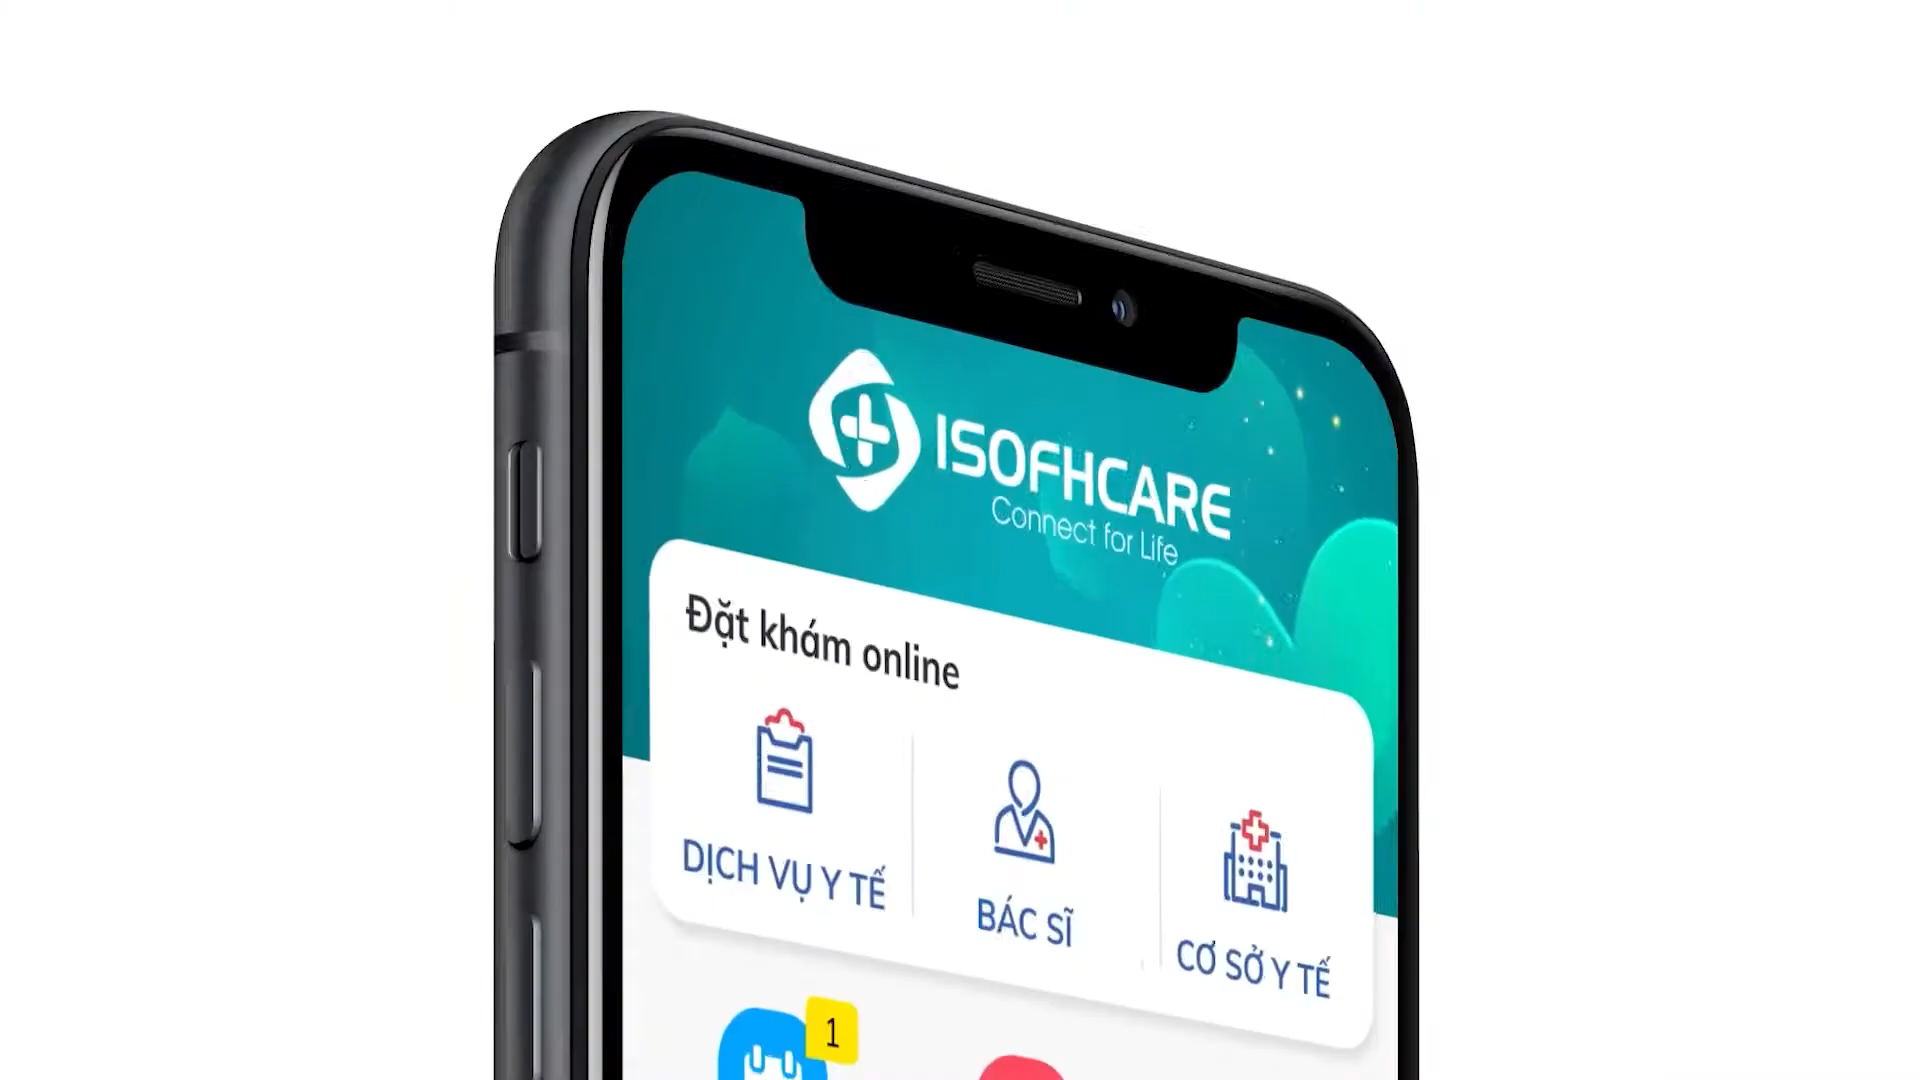 ISOFHCARE
Connect for Life
Đặt khám online
DỊCH VỤ Y TẾ
BÁC SĨ
CƠ SỞ Y TẾ
1